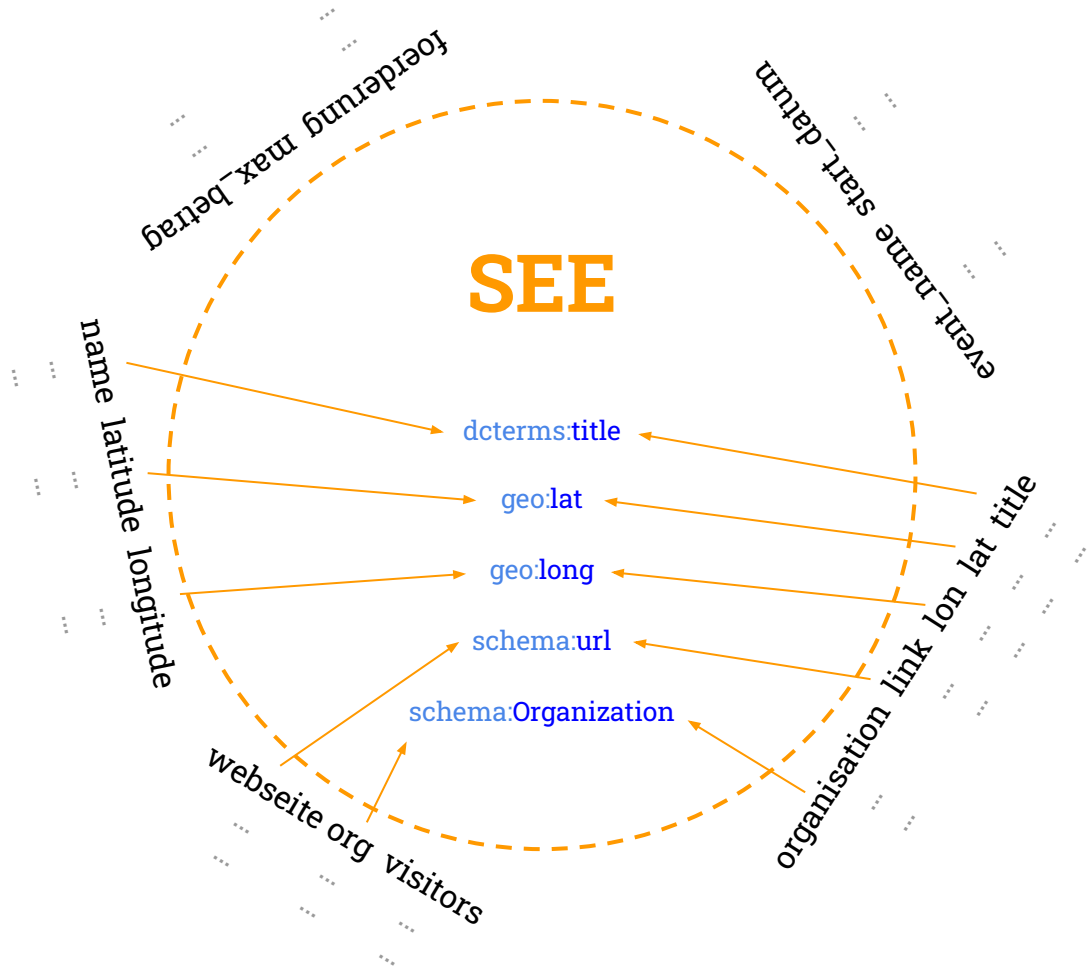 foerderung max_betrag
event_name start_datum
SEE
name latitude longitude
dcterms:title
geo:lat
geo:long
schema:url
schema:Organization
organisation link lon lat title
webseite org visitors